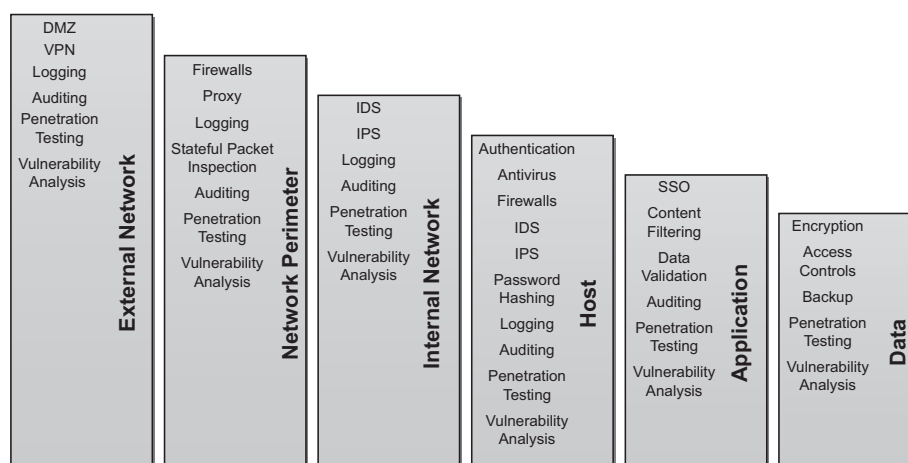 DMZ
VPN
Logging
Auditing
Penetration
Testing
Vulnerability
Analysis
External Network
Firewalls
Proxy
Logging
Stateful Packet
Inspection
Auditing
Penetration
Testing
Vulnerability
Analysis
Network Perimeter
IDS
IPS
Logging
Auditing
Penetration
Testing
Vulnerability
Analysis
Internal Network
Authentication
Antivirus
Firewalls
IDS
IPS
Password
Hashing
Logging
Auditing
Penetration
Testing
Vulnerability
Analysis
Host
SSO
Content
Filtering
Data
Validation
Auditing
Penetration
Testing
Vulnerability
Analysis
Application
Encryption
Access
Controls
Backup
Penetration
Testing
Vulnerability
Analysis
Data